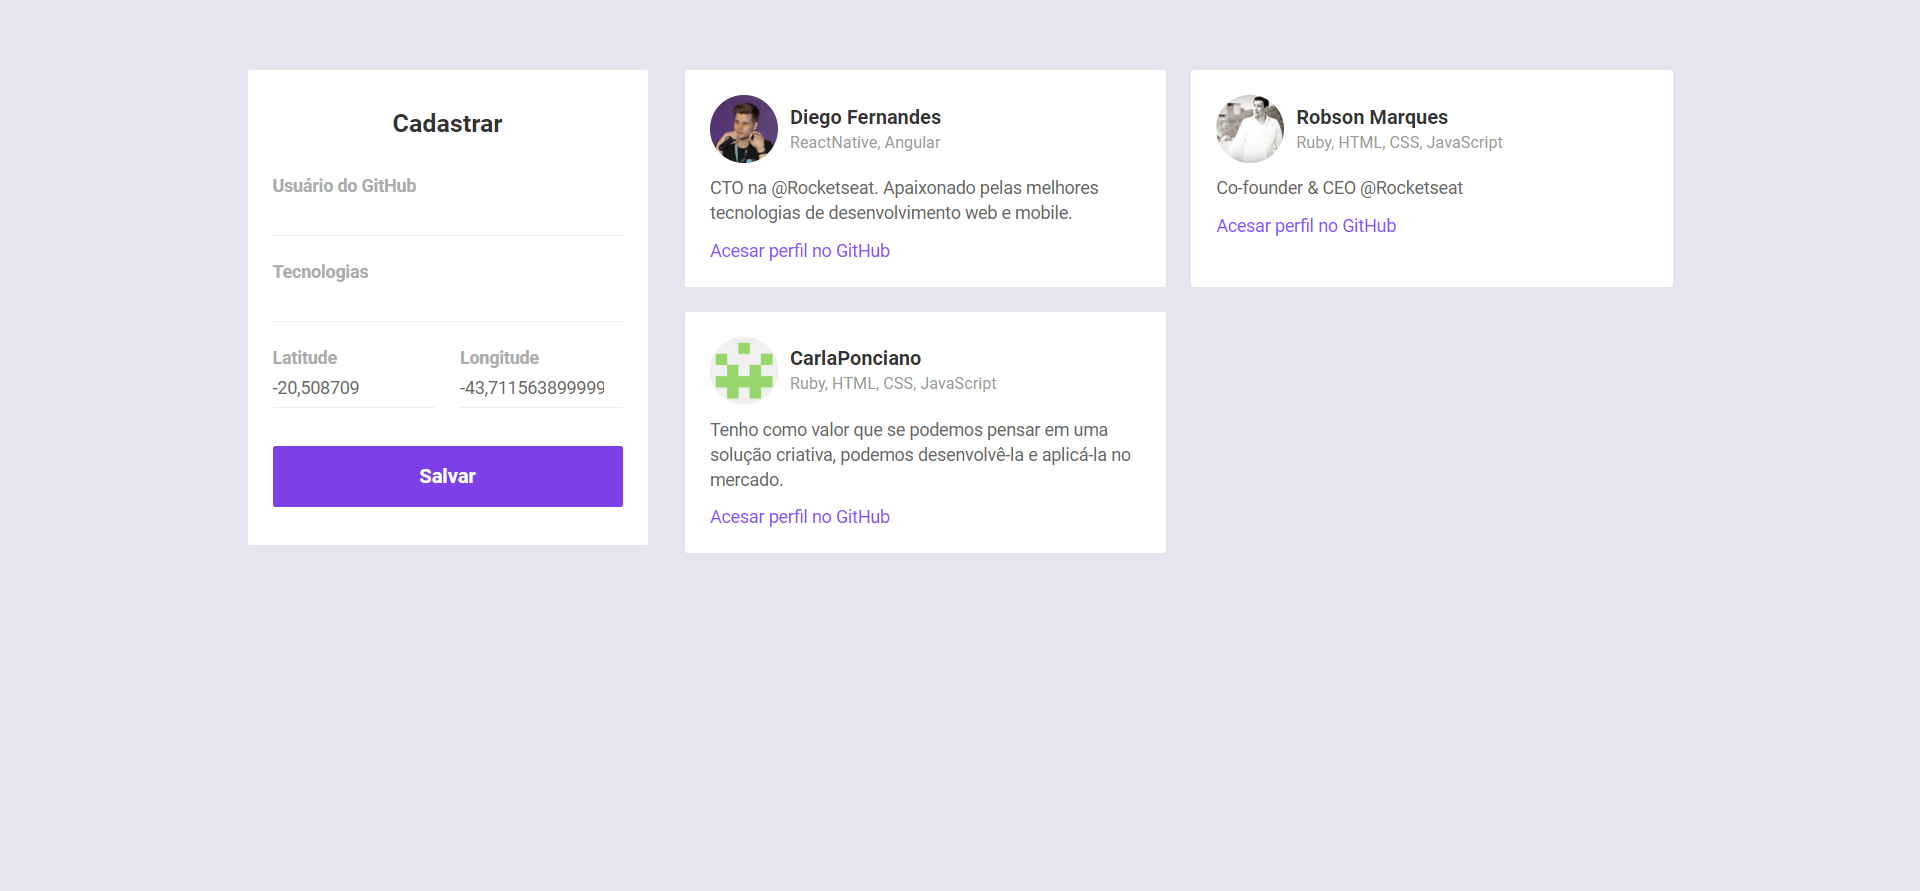 Cadastrar
Usuário do GitHub
Tecnologias
Latitude
Longitude
-20,508709
-43,711563899999
Salvar
Diego Fernandes
ReactNative, Angular
CTO na @Rocketseat. Apaixonado pelas melhores
tecnologias de desenvolvimento web e mobile.
Acesar perfil no GitHub
Robson Marques
Ruby, HTML, CSS, JavaScript
Co-founder & CEO @Rocketseat
Acesar perfil no GitHub
CarlaPonciano
Ruby, HTML, CSS, JavaScript
Tenho como valor que se podemos pensar em uma
solução criativa, podemos desenvolvê-la e aplicá-la no
mercado.
Acesar perfil no GitHub